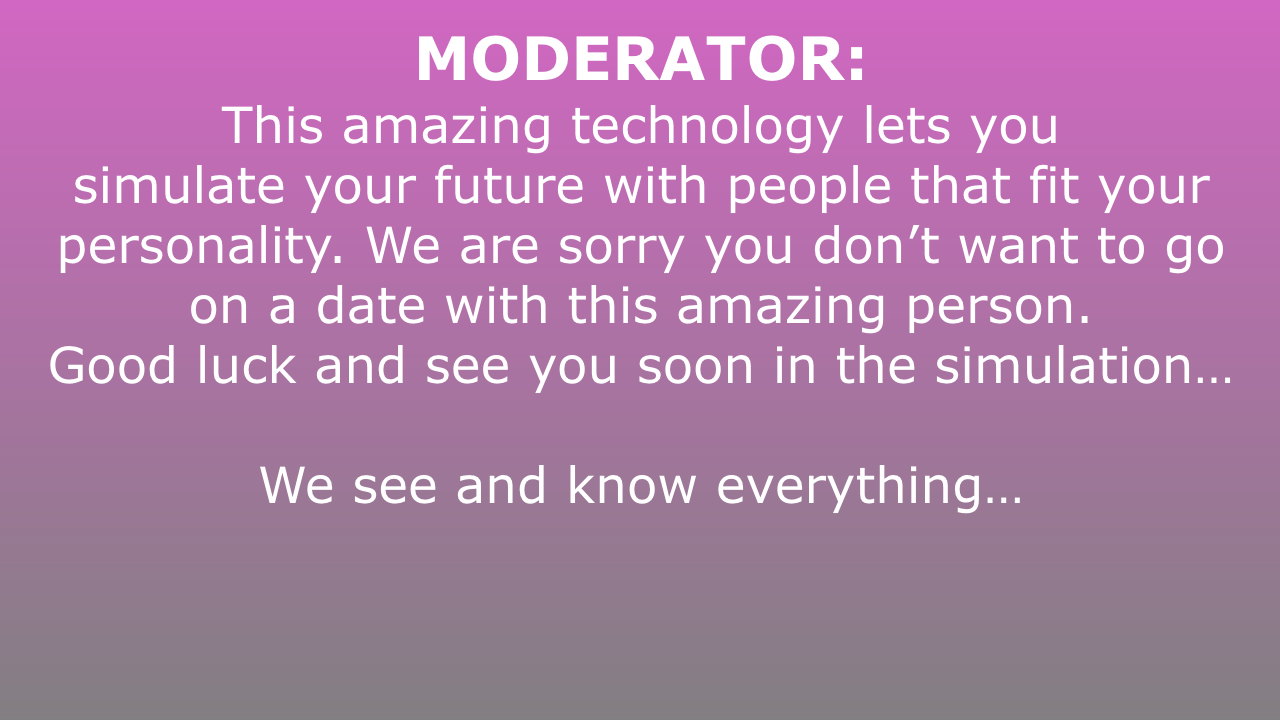 MODERATOR:
This amazing technology lets you
simulate your future with people that fit your
personality. We are sorry you don’t want to go
on a date with this amazing person.
Good luck and see you soon in the simulation…
We see and know everything…